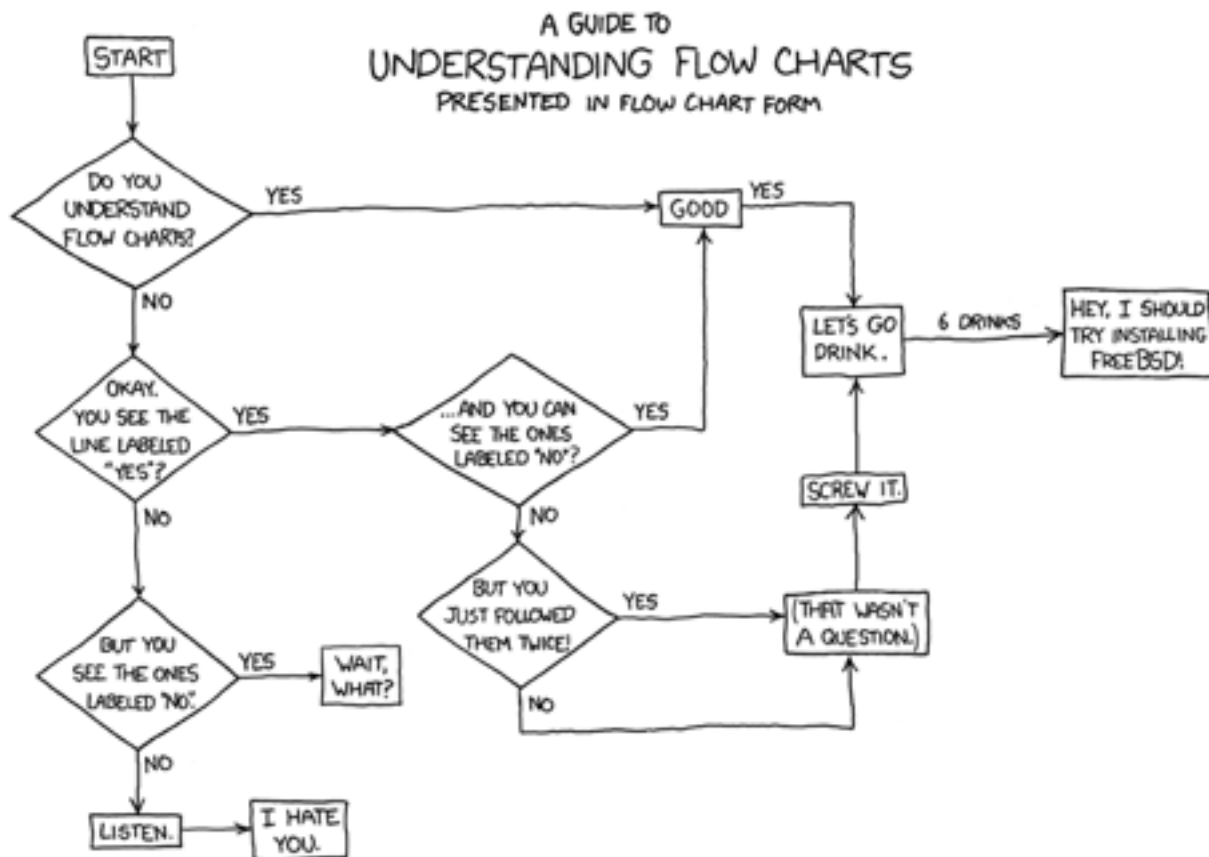 A GUIDE TO
UNDERSTANDING FLOW CHARTS
PRESENTED IN FLOW CHART FORM
START
DO YOU
UNDERSTAND
FLOW CHARTS?
YES
GOOD
YES
NO
LET'S GO
DRINK.
6 DRINKS
HEY, I SHOULD
TRY INSTALLING
FREEBSD!
OKAY.
YOU SEE THE
LINE LABELED
"YES"?
YES
...AND YOU CAN
SEE THE ONES
LABELED "NO"?
YES
NO
NO
SCREW IT.
BUT YOU
JUST FOLLOWED
THEM TWICE!
YES
(THAT WASN'T
A QUESTION.)
NO
BUT YOU
SEE THE ONES
LABELED "NO".
YES
WAIT,
WHAT?
NO
LISTEN.
I HATE
YOU.